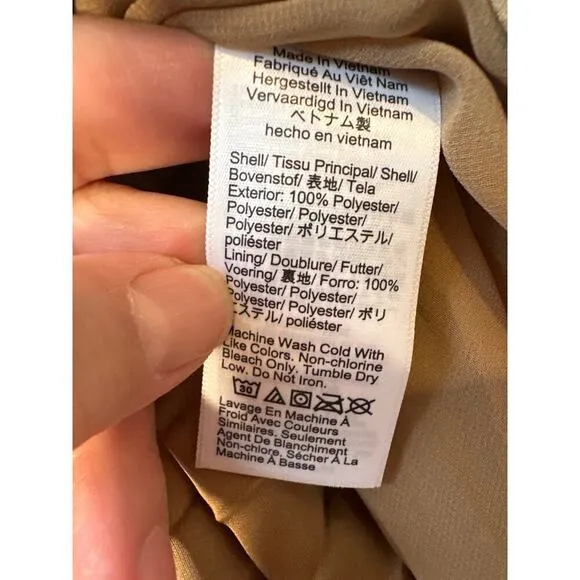 Made In Vietnam
Fabriqué Au Viêt Nam
Hergestellt In Vietnam
Vervaardigd In Vietnam
ベトナム製
hecho en vietnam
Shell/ Tissu Principal/ Shell/
Bovenstof/ 表地/ Tela
Exterior: 100% Polyester/
Polyester/ Polyester/
Polyester/ ポリエステル/
poliéster
Lining/ Doublure/ Futter/
Voering/ 裏地/ Forro: 100%
Polyester/ Polyester/
Polyester/ Polyester/ ポリ
エステル/ poliéster
Machine Wash Cold With
Like Colors. Non-chlorine
Bleach Only. Tumble Dry
Low. Do Not Iron.
30
Lavage En Machine À
Froid Avec Couleurs
Similaires. Seulement
Agent De Blanchiment
Non-chlore. Sécher À La
Machine À Basse